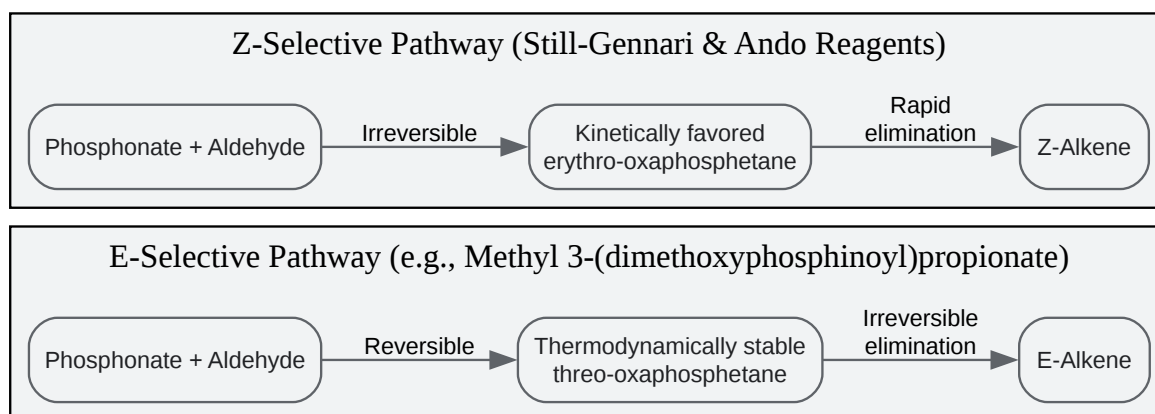 Z-Selective Pathway (Still-Gennari & Ando Reagents)
Phosphonate + Aldehyde
Irreversible
Kinetically favored
erythro-oxaphosphetane
Rapid
elimination
Z-Alkene
E-Selective Pathway (e.g., Methyl 3-(dimethoxyphosphinoyl)propionate)
Phosphonate + Aldehyde
Reversible
Thermodynamically stable
threo-oxaphosphetane
Irreversible
elimination
E-Alkene